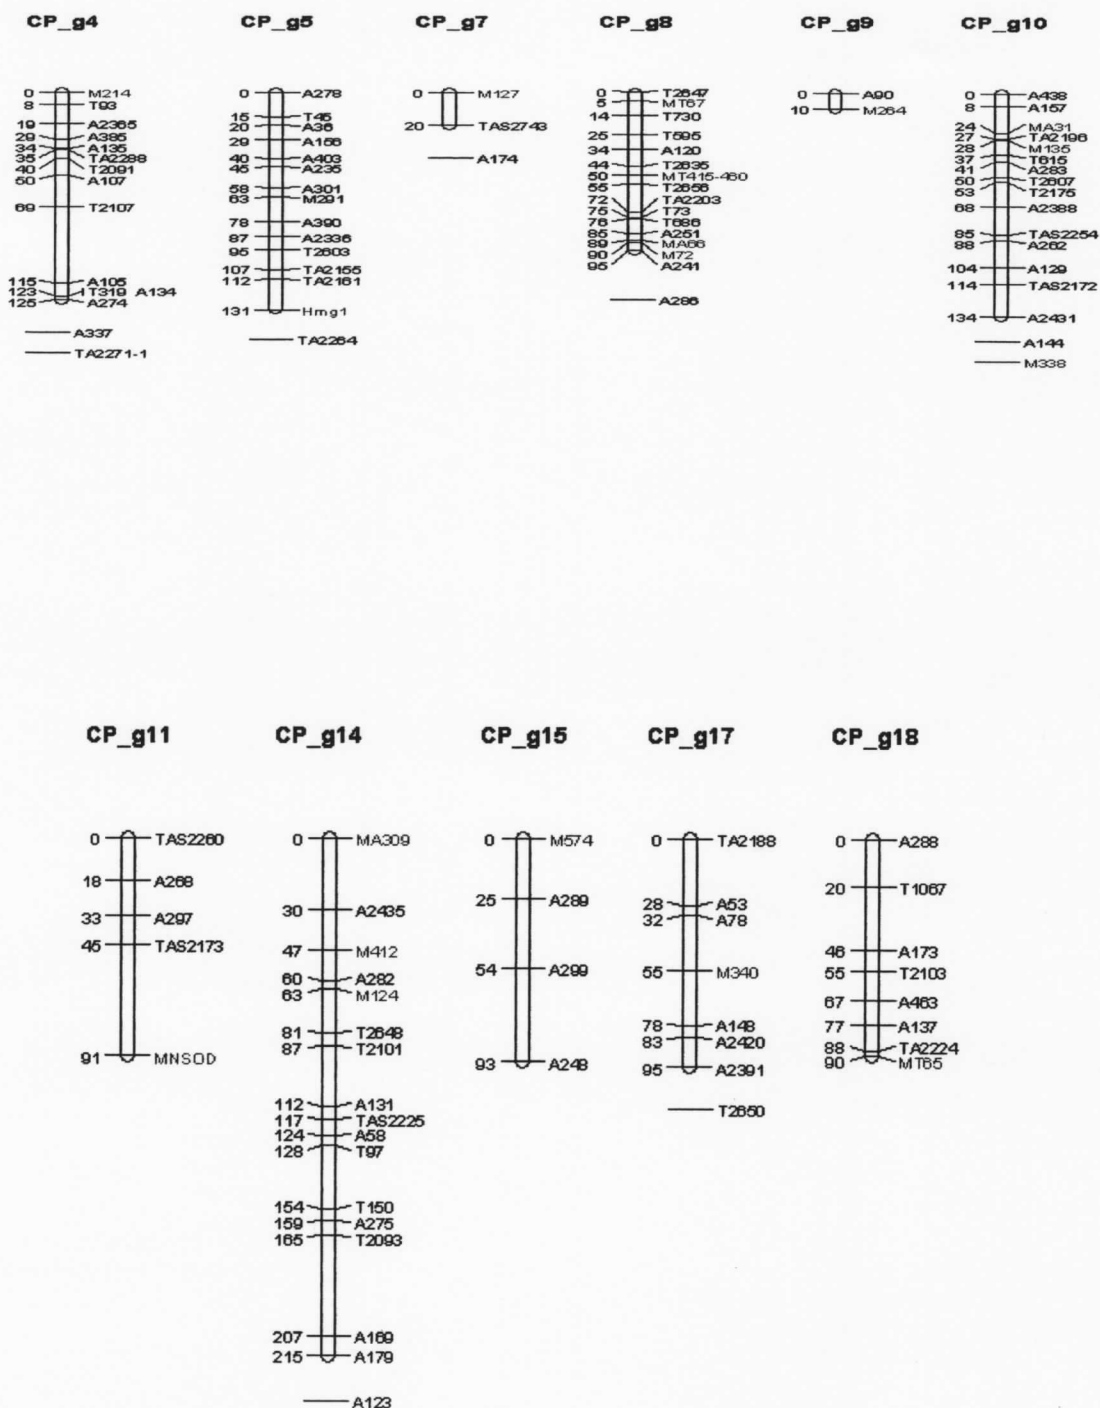 CP_g4
0 M214
8 T93
19 A2365
29 A385
34 A135
35 TA2288
40 T2091
50 A107
69 T2107
115 A105
123 T319 A134
125 A274
A337
TA2271-1
CP_g5
0 A278
15 T45
20 A36
29 A156
40 A403
45 A235
58 A301
63 M291
78 A390
87 A2336
95 T2603
107 TA2155
112 TA2161
131 Hmg1
TA2264
CP_g7
0 M127
20 TAS2743
A174
CP_g8
0 T2647
5 MT67
14 T730
25 T595
34 A120
44 T2635
50 MT415-460
55 T2656
72 TA2203
75 T73
76 T686
85 A251
89 MA66
90 M72
95 A241
A286
CP_g9
0 A90
10 M264
CP_g10
0 A438
8 A157
24 MA31
27 TA2196
28 M135
37 T615
41 A283
50 T2607
53 T2175
68 A2388
85 TAS2254
88 A262
104 A129
114 TAS2172
134 A2431
A144
M338
CP_g11
0 TAS2260
18 A268
33 A297
45 TAS2173
91 MNSOD
CP_g14
0 MA309
30 A2435
47 M412
60 A282
63 M124
81 T2648
87 T2101
112 A131
117 TAS2225
124 A58
128 T97
154 T150
159 A275
165 T2093
207 A169
215 A179
A123
CP_g15
0 M574
25 A289
54 A299
93 A248
CP_g17
0 TA2188
28 A53
32 A78
55 M340
78 A148
83 A2420
95 A2391
T2650
CP_g18
0 A288
20 T1067
46 A173
55 T2103
67 A463
77 A137
88 TA2224
90 MT65